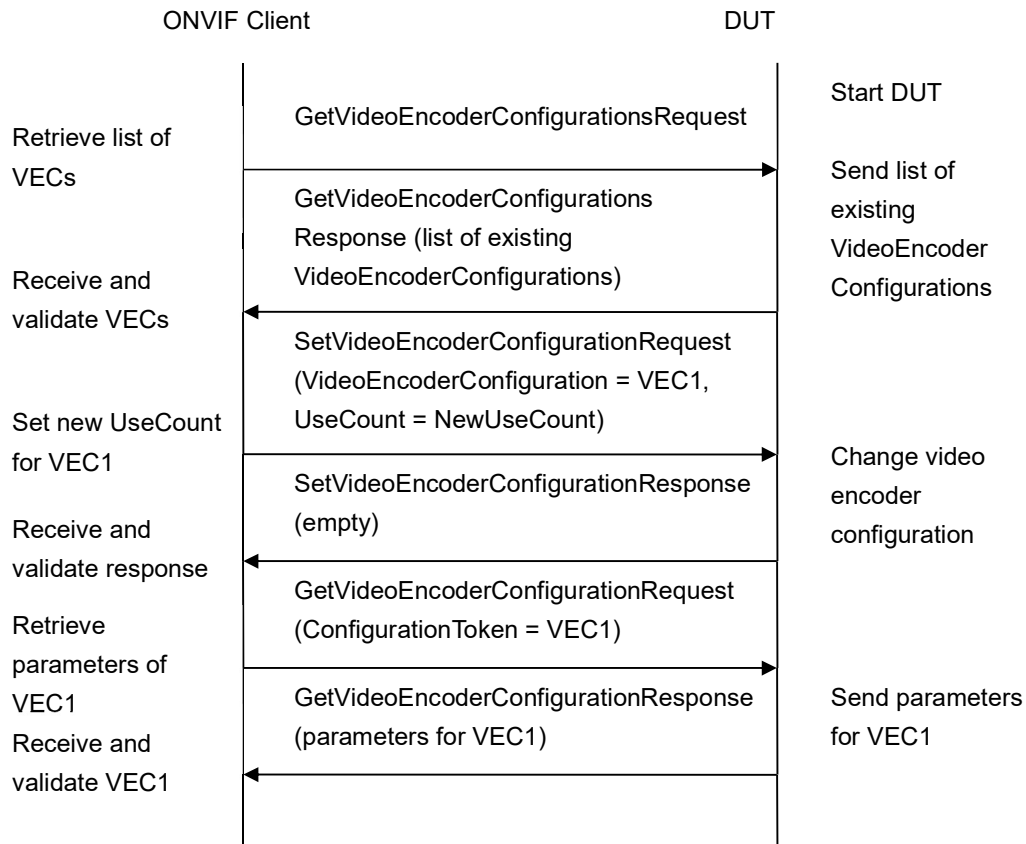 ONVIF Client
DUT
Start DUT
GetVideoEncoderConfigurationsRequest
Retrieve list of
VECs
Send list of
existing
VideoEncoder
Configurations
GetVideoEncoderConfigurations
Response (list of existing
VideoEncoderConfigurations)
Receive and
validate VECs
SetVideoEncoderConfigurationRequest
(VideoEncoderConfiguration = VEC1,
UseCount = NewUseCount)
Set new UseCount
for VEC1
Change video
encoder
configuration
SetVideoEncoderConfigurationResponse
(empty)
Receive and
validate response
GetVideoEncoderConfigurationRequest
(ConfigurationToken = VEC1)
Retrieve
parameters of
VEC1
Send parameters
for VEC1
GetVideoEncoderConfigurationResponse
(parameters for VEC1)
Receive and
validate VEC1